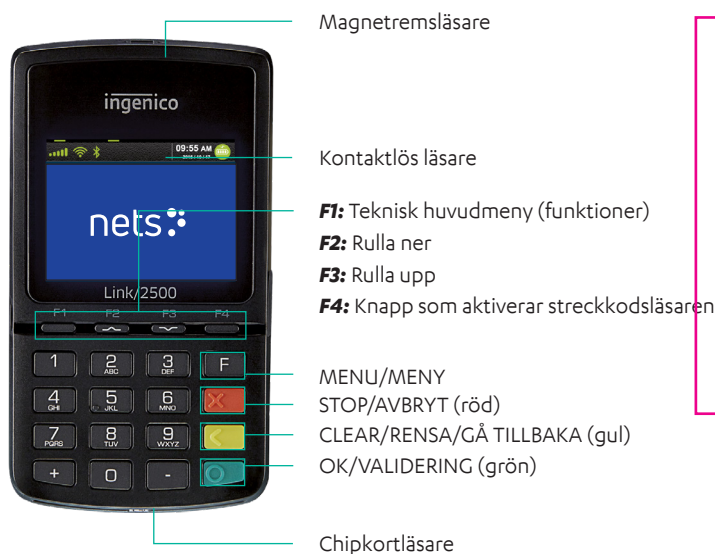 Magnetremsläsare
ingenico
09:55 AM
Kontaktlös läsare
nets
F1: Teknisk huvudmeny (funktioner)
F2: Rulla ner
F3: Rulla upp
F4: Knapp som aktiverar streckkodsläsaren
Link/2500
F1 F2 F3 F4
1 2 ABC 3 DEF F
MENU/MENY
4 GHI 5 JKL 6 MNO
STOP/AVBRYT (röd)
7 PQRS 8 TUV 9 WXYZ
CLEAR/RENSA/GÅ TILLBAKA (gul)
+ 0 -
OK/VALIDERING (grön)
Chipkortläsare